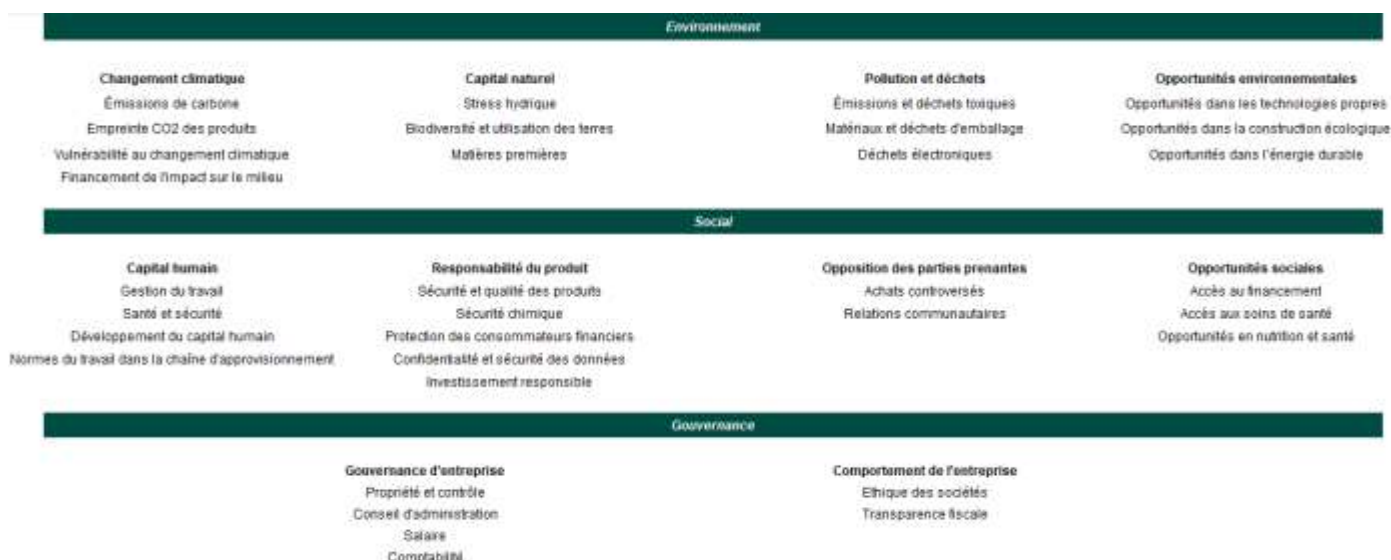 Environnement
Changement climatique
Émissions de carbone
Empreinte CO2 des produits
Vulnérabilité au changement climatique
Financement de l'impact sur le milieu
Capital naturel
Stress hydrique
Biodiversité et utilisation des terres
Matières premières
Pollution et déchets
Émissions et déchets toxiques
Matériaux et déchets d'emballage
Déchets électroniques
Opportunités environnementales
Opportunités dans les technologies propres
Opportunités dans la construction écologique
Opportunités dans l'énergie durable
Social
Capital humain
Gestion du travail
Santé et sécurité
Développement du capital humain
Normes du travail dans la chaîne d'approvisionnement
Responsabilité du produit
Sécurité et qualité des produits
Sécurité chimique
Protection des consommateurs financiers
Confidentialité et sécurité des données
Investissement responsable
Opposition des parties prenantes
Achats controversés
Relations communautaires
Opportunités sociales
Accès au financement
Accès aux soins de santé
Opportunités en nutrition et santé
Gouvernance
Gouvernance d'entreprise
Propriété et contrôle
Conseil d'administration
Salaire
Comptabilité
Comportement de l'entreprise
Ethique des sociétés
Transparence fiscale